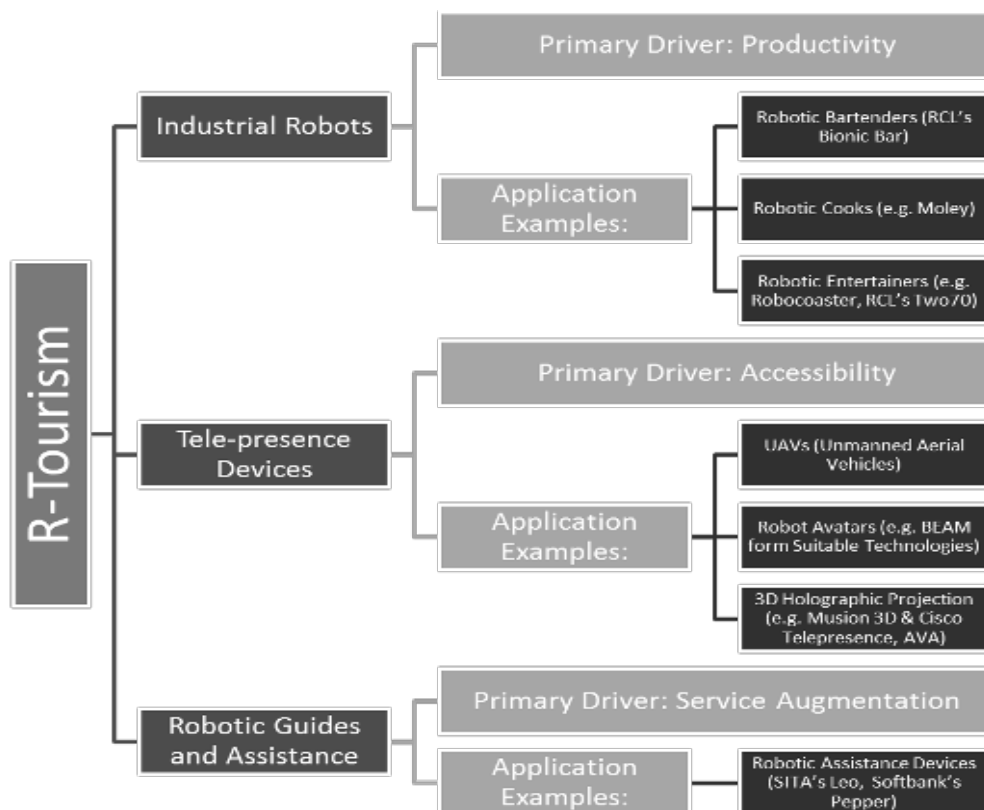 R-Tourism
Industrial Robots
Primary Driver: Productivity
Application
Examples:
Robotic Bartenders (RCL's
Bionic Bar)
Robotic Cooks (e.g. Moley)
Robotic Entertainers (e.g.
Robocoaster, RCL's Two70)
Tele-presence
Devices
Primary Driver: Accessibility
Application
Examples:
UAVs (Unmanned Aerial
Vehicles)
Robot Avatars (e.g. BEAM
form Suitable Technologies)
3D Holographic Projection
(e.g. Musion 3D & Cisco
Telepresence, AVA)
Robotic Guides
and Assistance
Primary Driver: Service Augmentation
Application
Examples:
Robotic Assistance Devices
(SITA's Leo, Softbank's
Pepper)